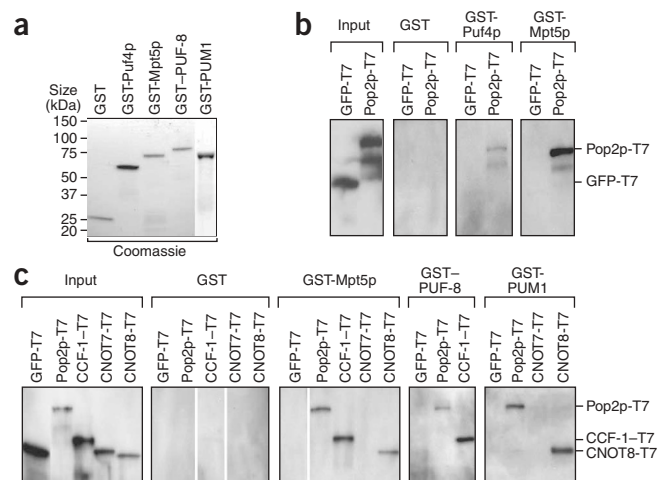 a
Size
(kDa)
GST
GST-Puf4p
GST-Mpt5p
GST–PUF-8
GST-PUM1
150
100
75
50
37
25
20
Coomassie
b
Input
GST
GST-
Puf4p
GST-
Mpt5p
GFP-T7
Pop2p-T7
GFP-T7
Pop2p-T7
GFP-T7
Pop2p-T7
GFP-T7
Pop2p-T7
Pop2p-T7
GFP-T7
c
Input
GST
GST-Mpt5p
GST–
PUF-8
GST-
PUM1
GFP-T7
Pop2p-T7
CCF-1–T7
CNOT7-T7
CNOT8-T7
GFP-T7
Pop2p-T7
CCF-1–T7
CNOT7-T7
CNOT8-T7
GFP-T7
Pop2p-T7
CCF-1–T7
CNOT7-T7
CNOT8-T7
GFP-T7
Pop2p-T7
CCF-1–T7
GFP-T7
Pop2p-T7
CNOT7-T7
CNOT8-T7
Pop2p-T7
CCF-1–T7
CNOT8-T7